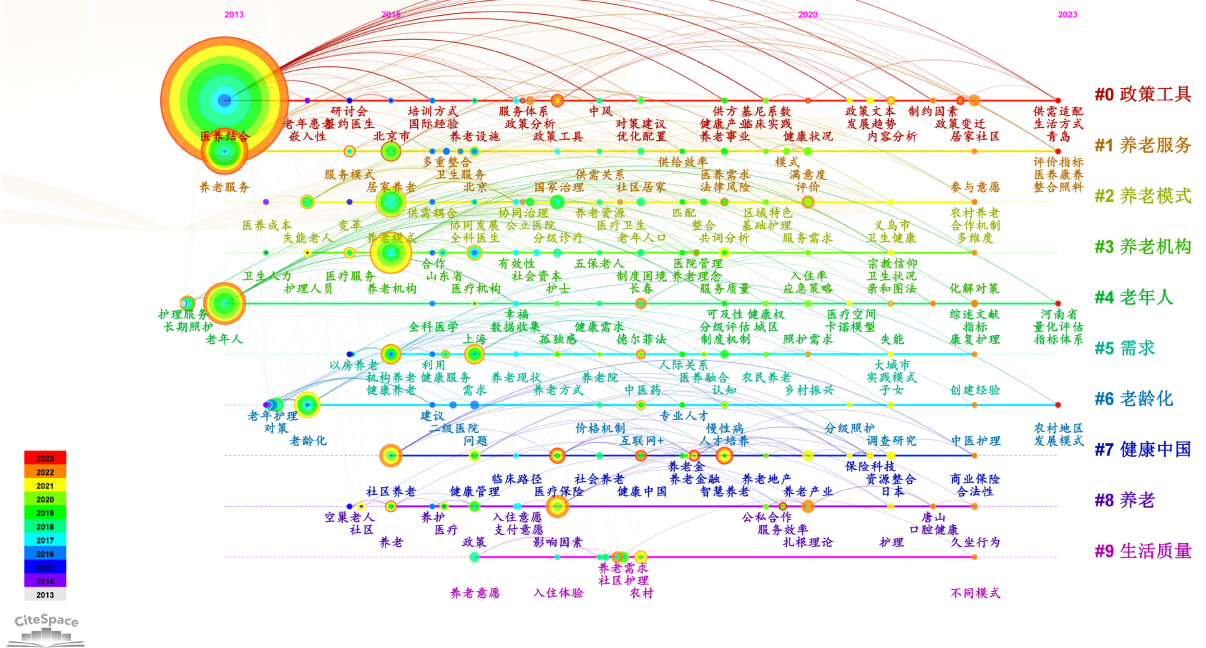 2013 2015 2020 2023
研讨会 培训方式 服务体系 中风 供方 基尼系数 政策文本 制约因素 供需适配
#0 政策工具
老年患者 签约医生 国际经验 政策分析 对策建议 健康产业 临床实践 发展趋势 政策变迁 生活方式
医养结合 嵌入性 北京市 养老设施 政策工具 优化配置 养老事业 健康状况 内容分析 居家社区 青岛
#1 养老服务
多重整合 供给效率 模式 评价指标
服务模式 卫生服务 供需关系 医养需求 满意度 医养康养
养老服务 居家养老 北京 国家治理 社区居家 法律风险 评价 参与意愿 整合照料
#2 养老模式
供需耦合 协同治理 养老资源 匹配 区域特色 农村养老
医养成本 变革 协同发展 公立医院 医疗卫生 整合 基础护理 义乌市 合作机制
失能老人 养老模式 全科医生 分级诊疗 老年人口 共词分析 服务需求 卫生健康 多维度
#3 养老机构
合作 有效性 五保老人 医院管理 宗教信仰
卫生人力 医疗服务 山东省 社会资本 制度困境 养老理念 入住率 卫生状况
护理人员 养老机构 医疗机构 护士 长春 服务质量 应急策略 亲和图法 化解对策
#4 老年人
护理服务 幸福 可及性 健康权 医疗空间 综述文献 河南省
长期照护 全科医学 数据收集 健康需求 分级评估 城区 卡诺模型 指标 量化评估
老年人 上海 孤独感 德尔菲法 制度机制 照护需求 失能 康复护理 指标体系
#5 需求
以房养老 利用 人际关系 大城市
机构养老 健康服务 养老现状 养老院 医养融合 农民养老 实践模式
健康养老 需求 养老方式 中医药 认知 乡村振兴 子女 创建经验
#6 老龄化
老年护理 建议 专业人才
对策 二级医院 价格机制 慢性病 分级照护 农村地区
老龄化 问题 互联网+ 人才培养 调查研究 中医护理 发展模式
#7 健康中国
养老金 保险科技
临床路径 社会养老 养老金融 养老地产 资源整合 商业保险
社区养老 健康管理 医疗保险 健康中国 智慧养老 养老产业 日本 合法性
#8 养老
空巢老人 养护 入住意愿 公私合作 唐山
社区 医疗 支付意愿 服务效率 口腔健康
养老 政策 影响因素 扎根理论 护理 久坐行为
#9 生活质量
养老需求
社区护理
养老意愿 入住体验 农村 不同模式
2023
2022
2021
2020
2019
2018
2017
2016
2015
2014
2013
CiteSpace